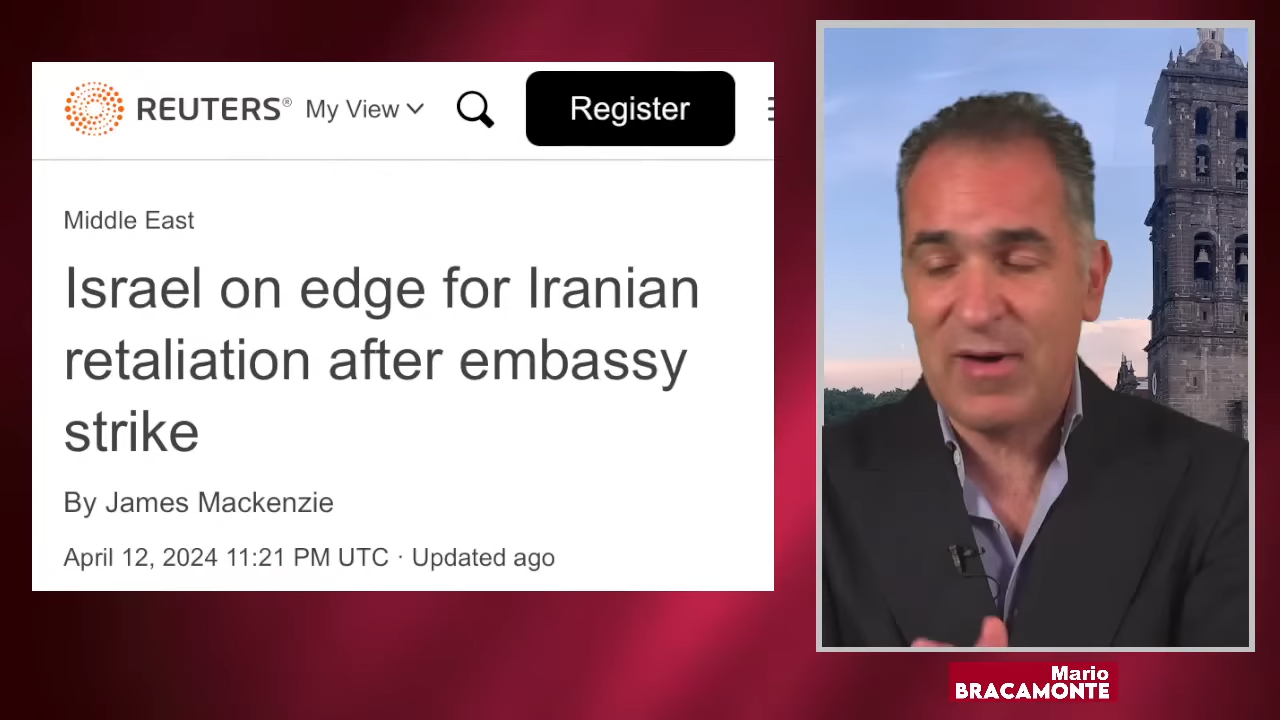 REUTERS® My View Register
Middle East
Israel on edge for Iranian
retaliation after embassy
strike
By James Mackenzie
April 12, 2024 11:21 PM UTC · Updated ago
Mario
BRACAMONTE